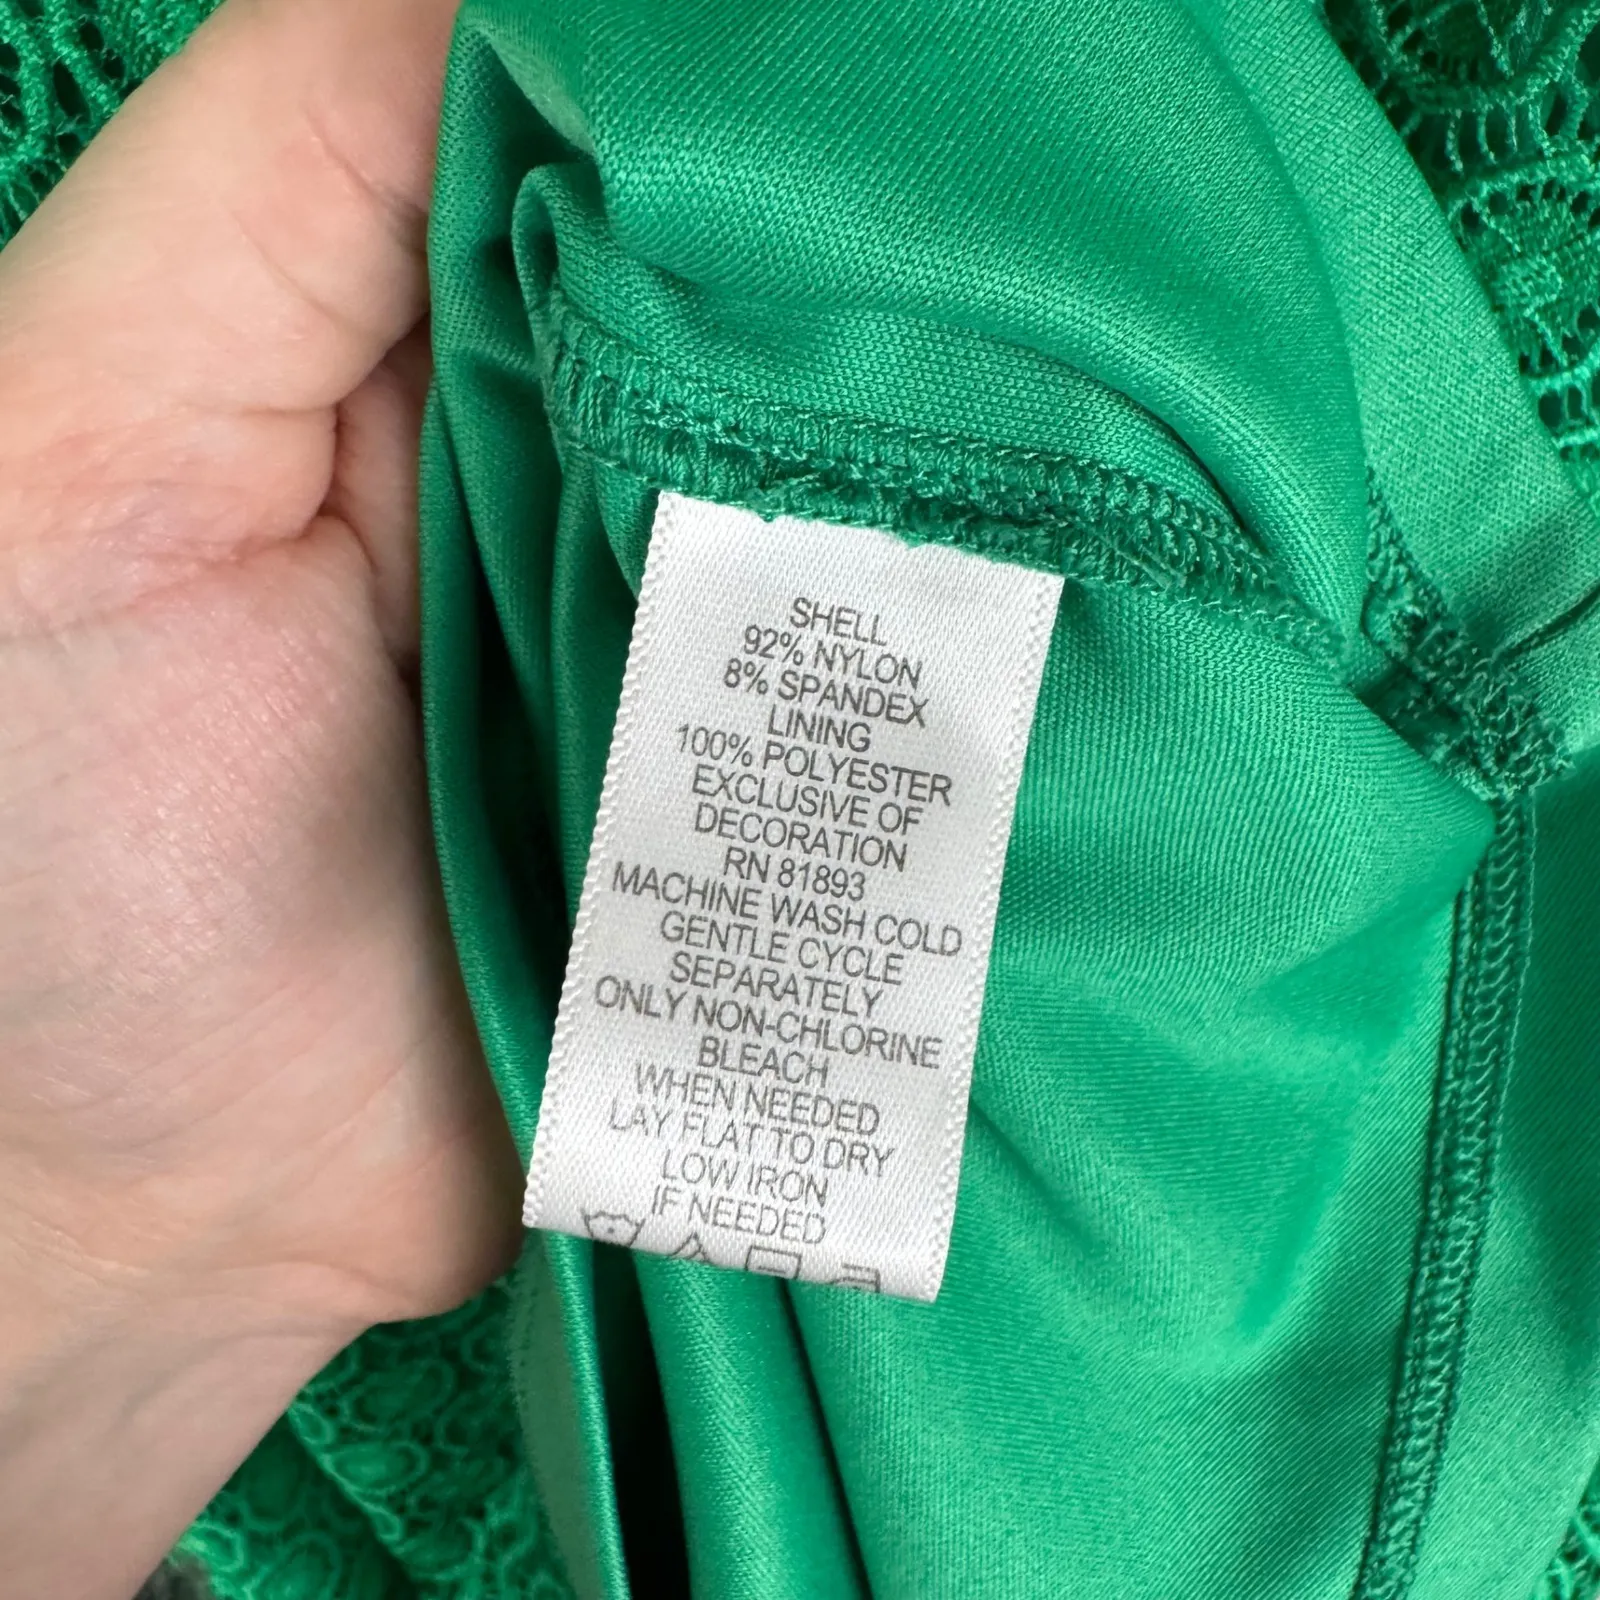 SHELL
92% NYLON
8% SPANDEX
LINING
100% POLYESTER
EXCLUSIVE OF
DECORATION
RN 81893
MACHINE WASH COLD
GENTLE CYCLE
SEPARATELY
ONLY NON-CHLORINE
BLEACH
WHEN NEEDED
LAY FLAT TO DRY
LOW IRON
IF NEEDED